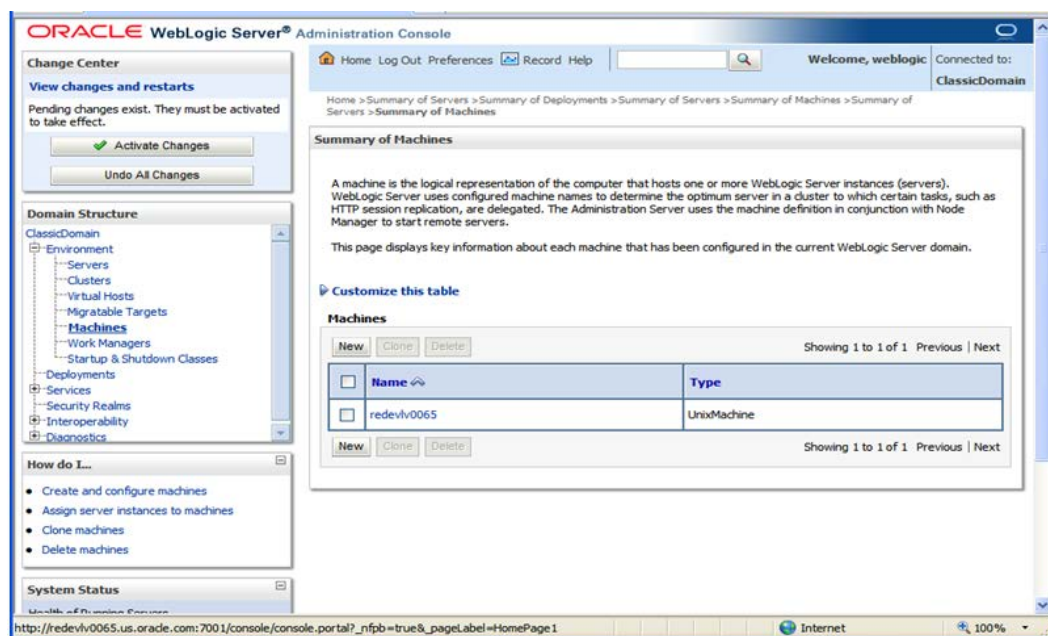 ORACLE WebLogic Server® Administration Console
Change Center
View changes and restarts
Pending changes exist. They must be activated
to take effect.
Activate Changes
Undo All Changes
Domain Structure
ClassicDomain
Environment
Servers
Clusters
Virtual Hosts
Migratable Targets
Machines
Work Managers
Startup & Shutdown Classes
Deployments
Services
Security Realms
Interoperability
Diagnostics
How do I...
Create and configure machines
Assign server instances to machines
Clone machines
Delete machines
System Status
Health of Running Servers
Home Log Out Preferences Record Help
Welcome, weblogic
Connected to:
ClassicDomain
Home >Summary of Servers >Summary of Deployments >Summary of Servers >Summary of Machines >Summary of
Servers >Summary of Machines
Summary of Machines
A machine is the logical representation of the computer that hosts one or more WebLogic Server instances (servers).
WebLogic Server uses configured machine names to determine the optimum server in a cluster to which certain tasks, such as
HTTP session replication, are delegated. The Administration Server uses the machine definition in conjunction with Node
Manager to start remote servers.
This page displays key information about each machine that has been configured in the current WebLogic Server domain.
Customize this table
Machines
New Clone Delete Showing 1 to 1 of 1 Previous | Next
Name Type
redevlv0065 UnixMachine
New Clone Delete Showing 1 to 1 of 1 Previous | Next
http://redevlv0065.us.oracle.com:7001/console/console.portal?_nfpb=true&_pageLabel=HomePage1 Internet 100%